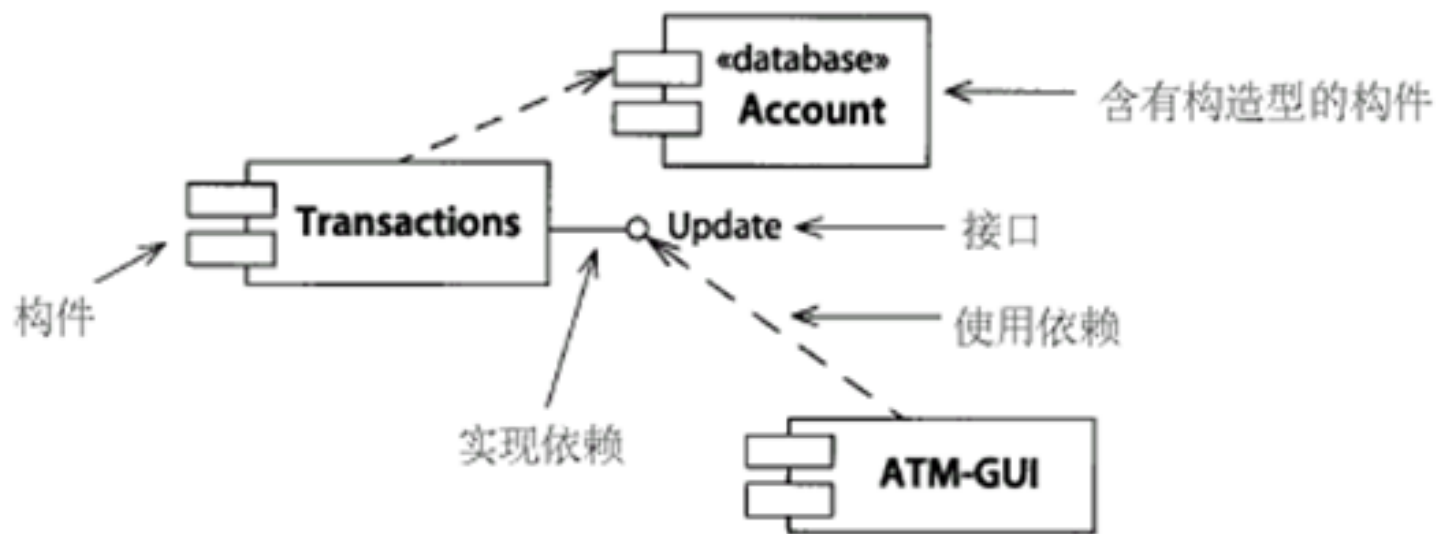 «database»
Account
含有构造型的构件
Transactions
Update
接口
构件
使用依赖
实现依赖
ATM-GUI